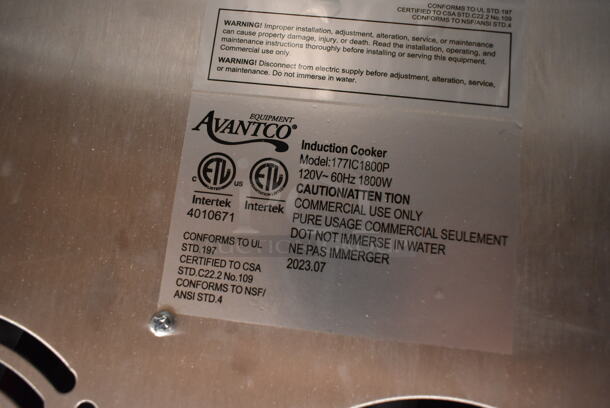 CONFORMS TO UL STD.197
CERTIFIED TO CSA STD.C22.2 No.109
CONFORMS TO NSF/ANSI STD.4
WARNING! Improper installation, adjustment, alteration, service, or maintenance
can cause property damage, injury, or death. Read the installation, operating, and
maintenance instructions thoroughly before installing or serving this equipment.
Commercial use only.
WARNING! Disconnect from electric supply before adjustment, alteration, service,
or maintenance. Do not immerse in water.
EQUIPMENT
AVANTCO®
C ETL US
Intertek
4010671
ETL
Intertek
CONFORMS TO UL
STD.197
CERTIFIED TO CSA
STD.C22.2 No.109
CONFORMS TO NSF/
ANSI STD.4
Induction Cooker
Model:177IC1800P
120V~ 60Hz 1800W
CAUTION/ATTEN TION
COMMERCIAL USE ONLY
PURE USAGE COMMERCIAL SEULEMENT
DOT NOT IMMERSE IN WATER
NE PAS IMMERGER
2023.07